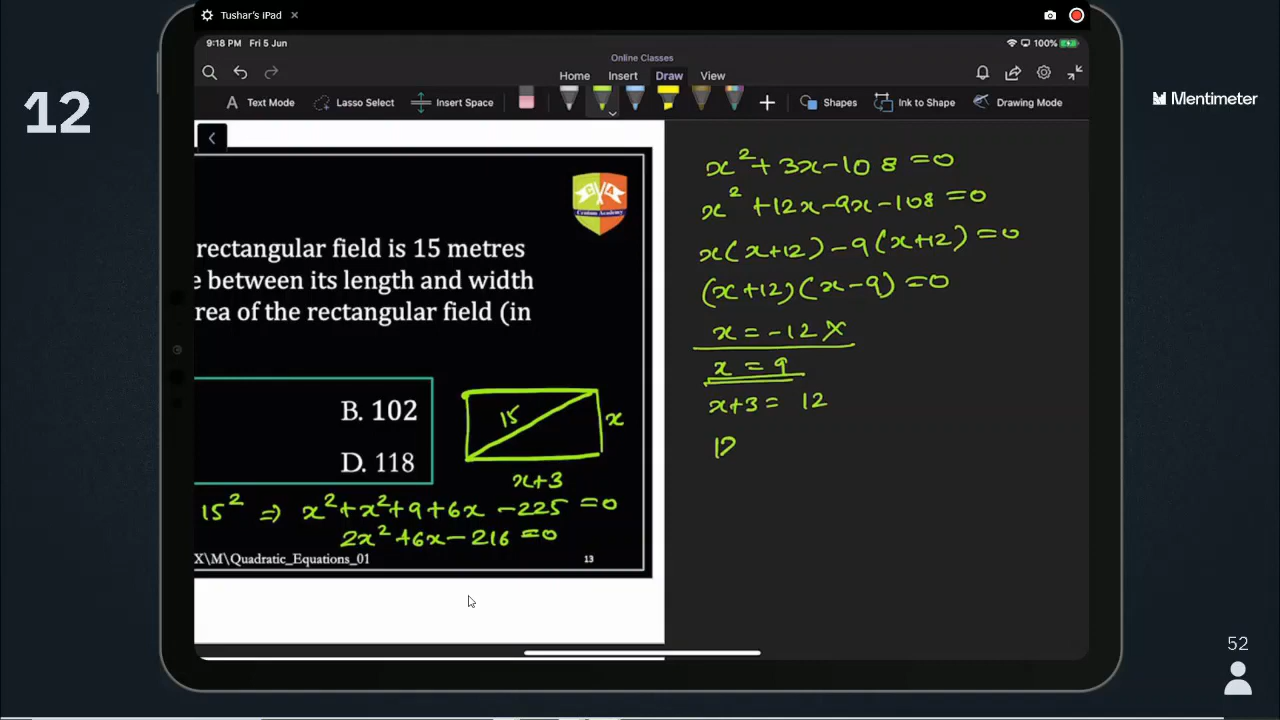 Tushar's iPad ×
12
9:18 PM Fri 5 Jun
100%
Mentimeter
Online Classes
Home Insert Draw View
Text Mode Lasso Select Insert Space Shapes Ink to Shape Drawing Mode
Centum Academy
rectangular field is 15 metres
e between its length and width
rea of the rectangular field (in
B. 102
D. 118
15
x
x+3
15² ⇒ x²+x²+9+6x-225=0
2x²+6x-216=0
X\M\Quadratic_Equations_01
13
x²+3x-108=0
x²+12x-9x-108=0
x(x+12)-9(x+12)=0
(x+12)(x-9)=0
x=-12 X
x=9
x+3=12
52